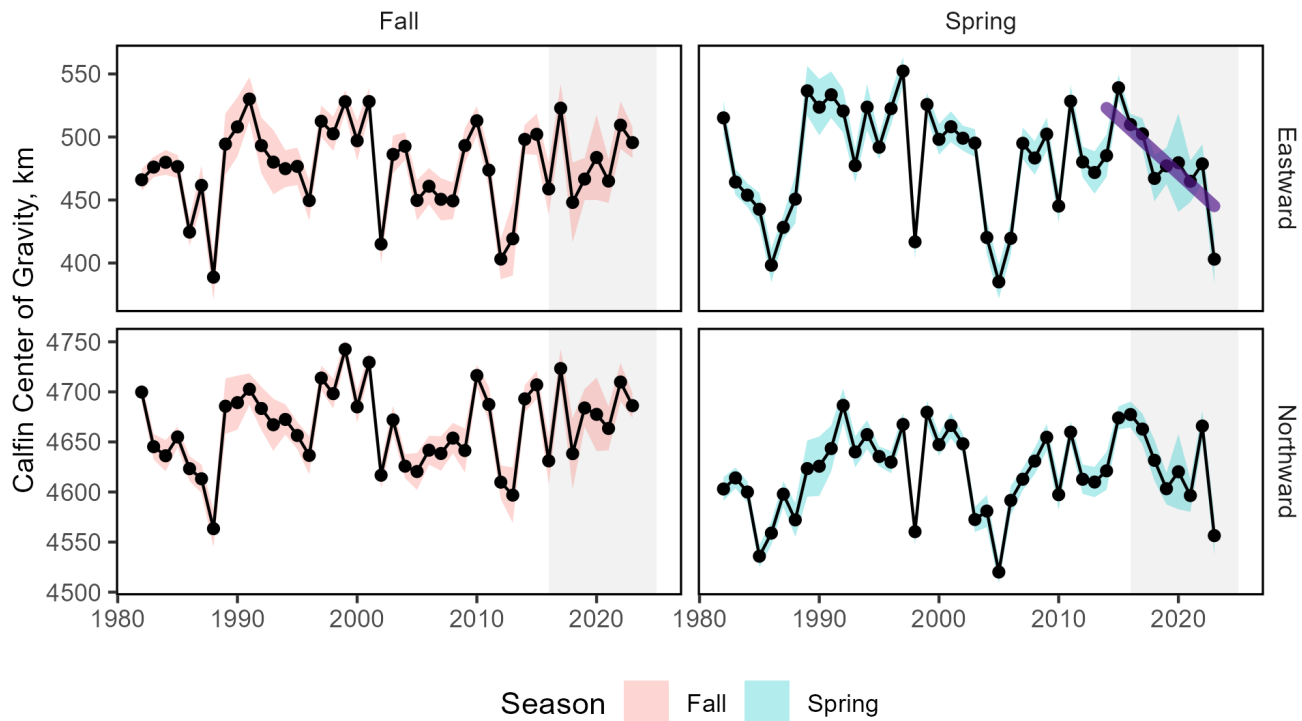 Fall
Spring
Calfin Center of Gravity, km
550
500
450
400
Eastward
4750
4700
4650
4600
4550
4500
Northward
1980
1990
2000
2010
2020
1980
1990
2000
2010
2020
Season
Fall
Spring